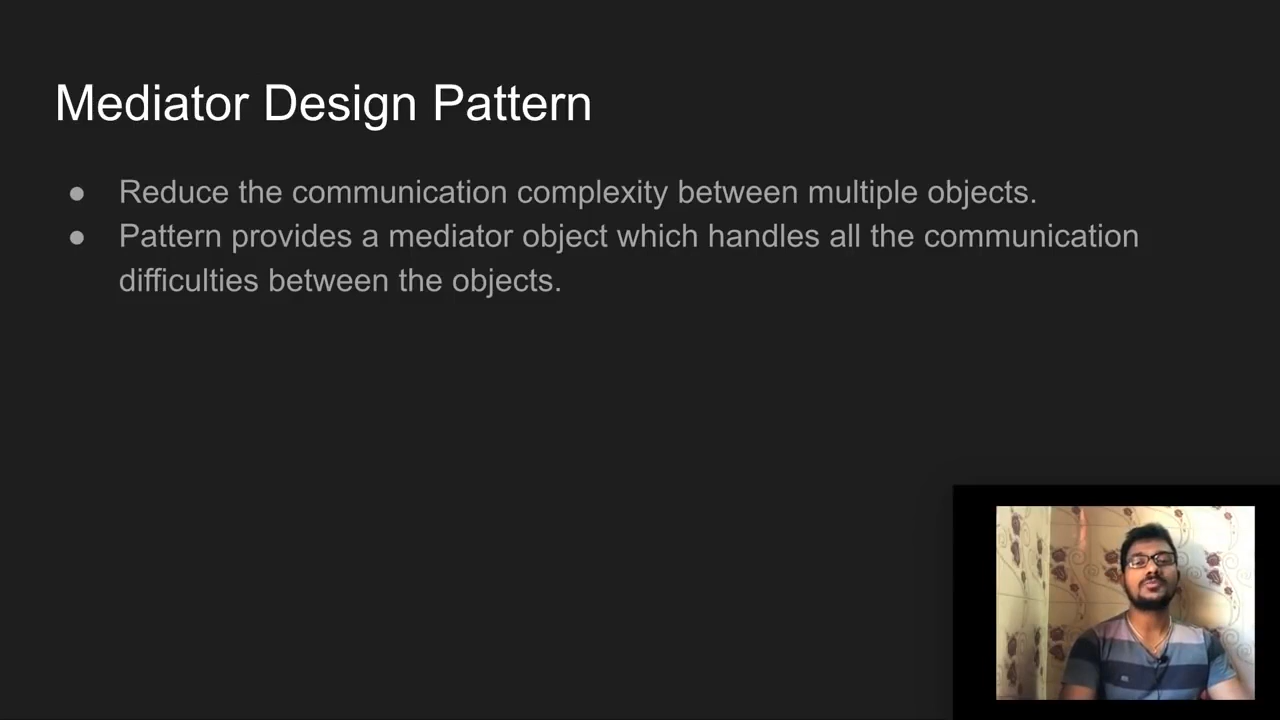 Mediator Design Pattern
● Reduce the communication complexity between multiple objects.
● Pattern provides a mediator object which handles all the communication
difficulties between the objects.